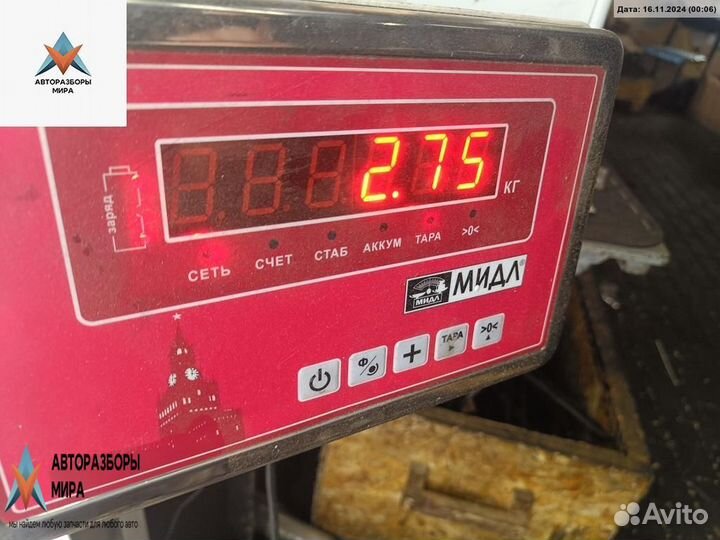 Дата: 16.11.2024 (00:06)
АВТОРАЗБОРЫ
МИРА
заряд
2.75
КГ
СЕТЬ СЧЕТ СТАБ АККУМ ТАРА >0<
МИДЛ
МИДЛ®
Ф/
ТАРА
>0<
АВТОРАЗБОРЫ
МИРА
мы найдем любую запчасти для любого авто
Avito